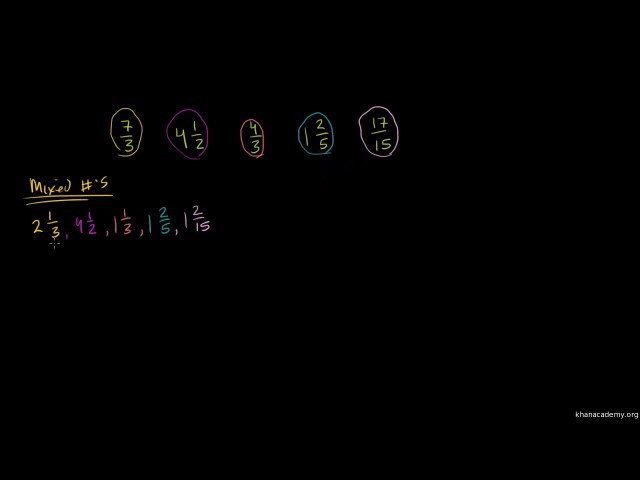 7/3 4 1/2 4/3 1 2/5 17/15
Mixed #'s
2 1/3, 4 1/2, 1 1/3, 1 2/5, 1 2/15
khanacademy.org